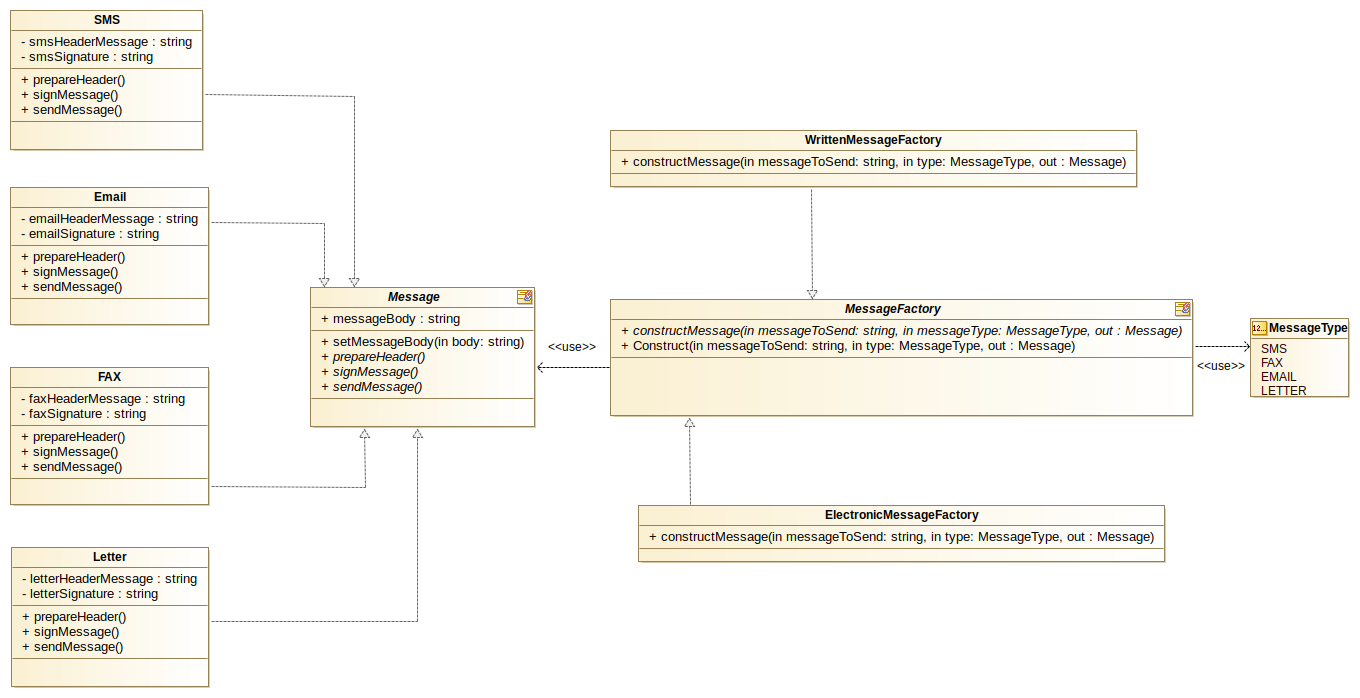 SMS
- smsHeaderMessage : string
- smsSignature : string
+ prepareHeader()
+ signMessage()
+ sendMessage()
Email
- emailHeaderMessage : string
- emailSignature : string
+ prepareHeader()
+ signMessage()
+ sendMessage()
FAX
- faxHeaderMessage : string
- faxSignature : string
+ prepareHeader()
+ signMessage()
+ sendMessage()
Letter
- letterHeaderMessage : string
- letterSignature : string
+ prepareHeader()
+ signMessage()
+ sendMessage()
Message
+ messageBody : string
+ setMessageBody(in body: string)
+ prepareHeader()
+ signMessage()
+ sendMessage()
<<use>>
WrittenMessageFactory
+ constructMessage(in messageToSend: string, in type: MessageType, out : Message)
MessageFactory
+ constructMessage(in messageToSend: string, in messageType: MessageType, out : Message)
+ Construct(in messageToSend: string, in type: MessageType, out : Message)
ElectronicMessageFactory
+ constructMessage(in messageToSend: string, in type: MessageType, out : Message)
<<use>>
12... MessageType
SMS
FAX
EMAIL
LETTER